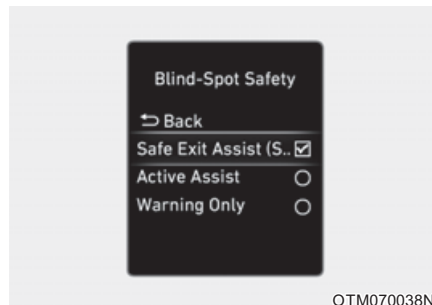 Blind-Spot Safety
Back
Safe Exit Assist (S..
Active Assist
Warning Only
OTM070038N